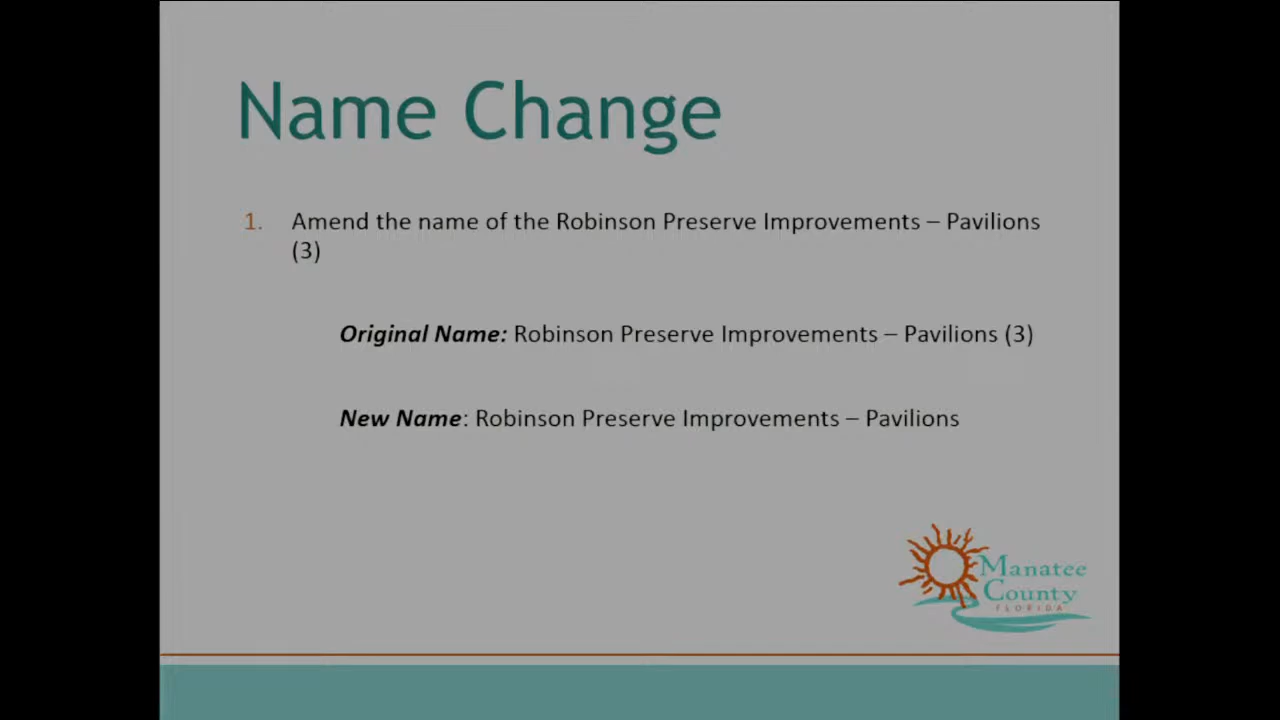 Name Change
1. Amend the name of the Robinson Preserve Improvements – Pavilions
(3)
Original Name: Robinson Preserve Improvements – Pavilions (3)
New Name: Robinson Preserve Improvements – Pavilions
Manatee
County
FLORIDA